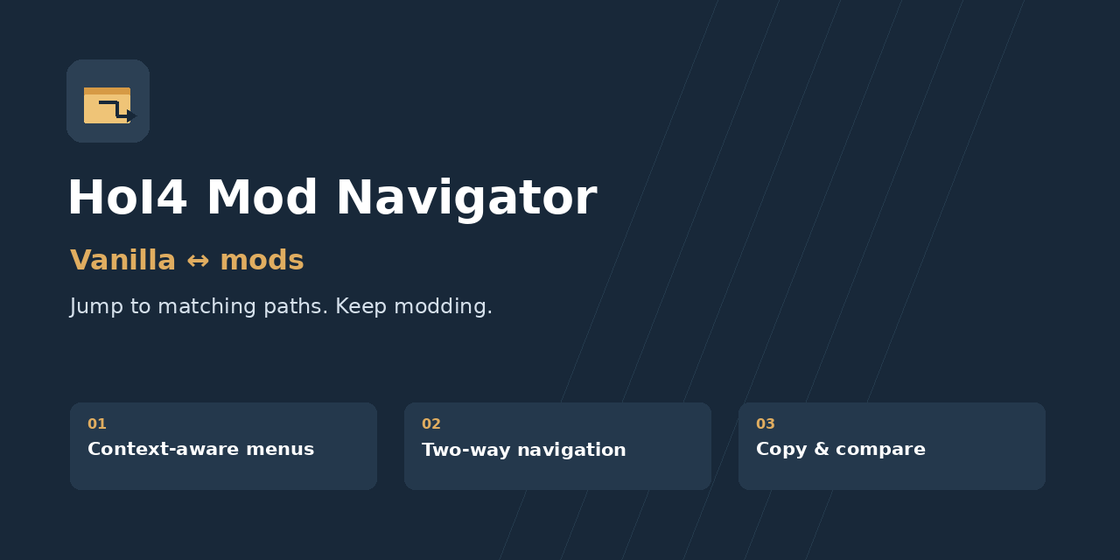 HoI4 Mod Navigator
Vanilla ↔ mods
Jump to matching paths. Keep modding.
01
Context-aware menus
02
Two-way navigation
03
Copy & compare